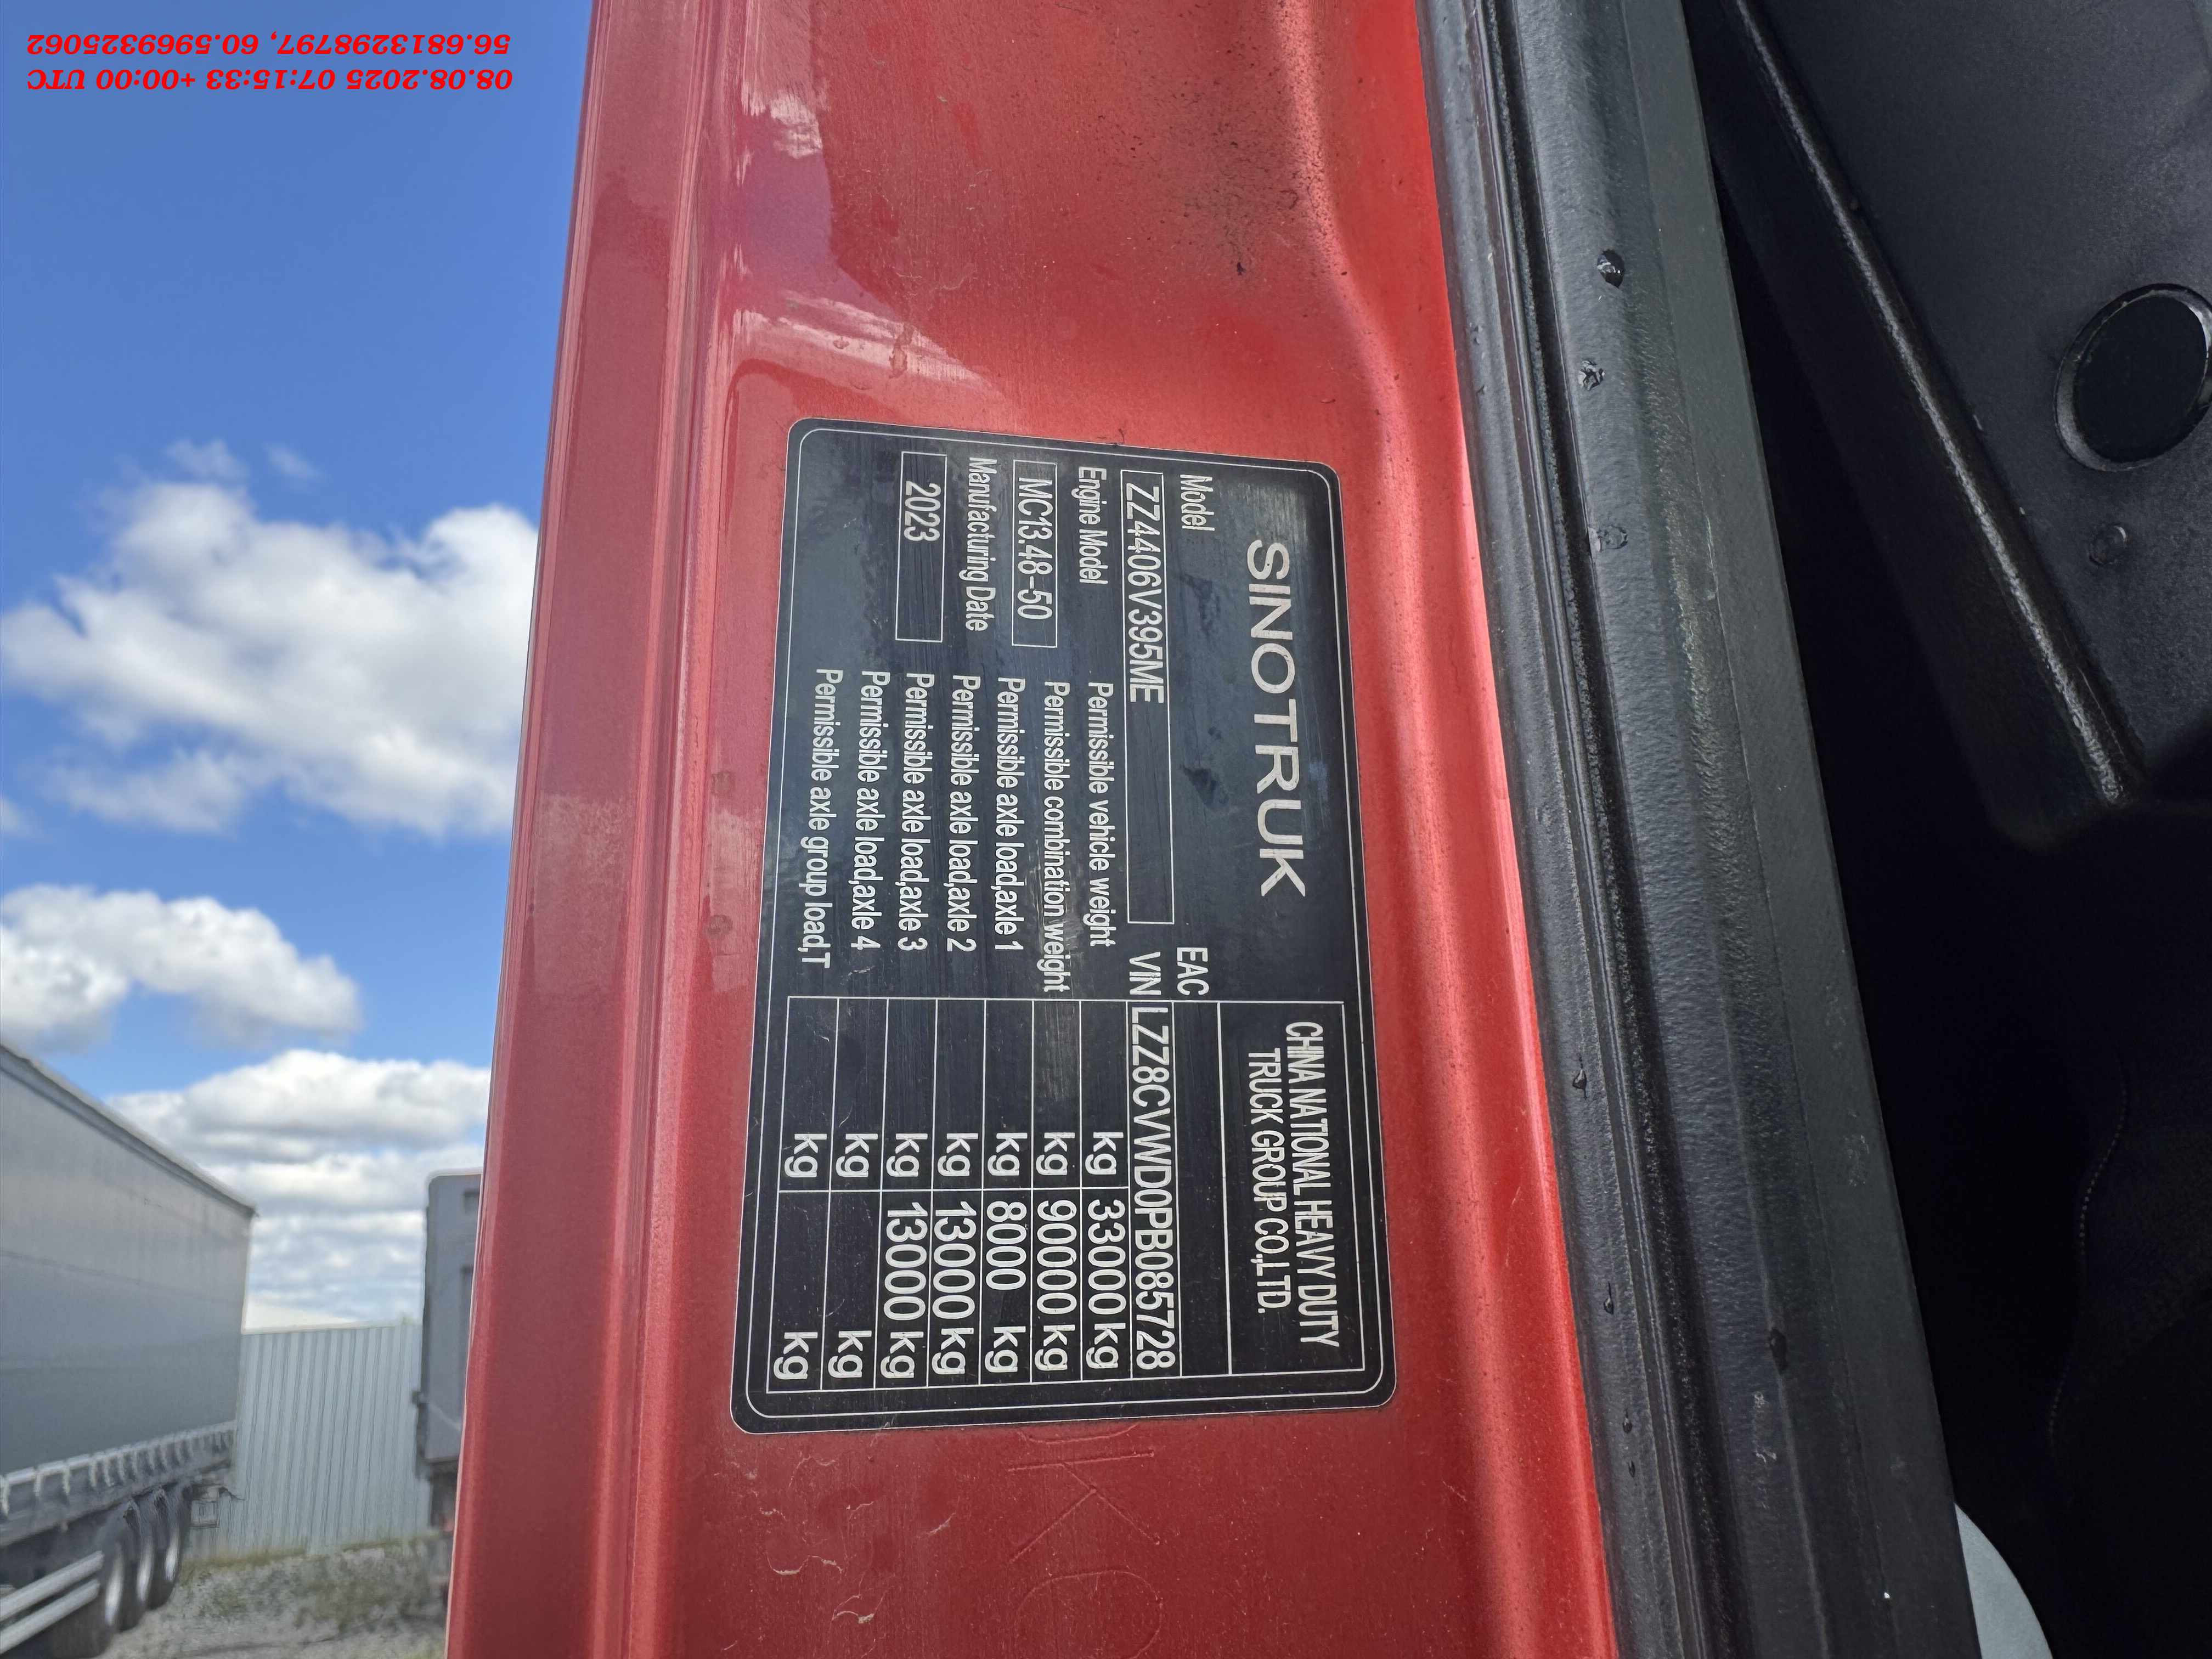 08.08.2025 07:15:33 +00:00 UTC
56.6813298797, 60.5969325062
SINOTRUK
CHINA NATIONAL HEAVY DUTY
TRUCK GROUP CO.,LTD.
Model
EAC
ZZ4406V395ME
VIN LZZ8CVWD0PB085728
Engine Model
MC13.48-50
Manufacturing Date
2023
Permissible vehicle weight kg 33000 kg
Permissible combination weight kg 90000 kg
Permissible axle load,axle 1 kg 8000 kg
Permissible axle load,axle 2 kg 13000 kg
Permissible axle load,axle 3 kg 13000 kg
Permissible axle load,axle 4 kg kg
Permissible axle group load,T kg kg